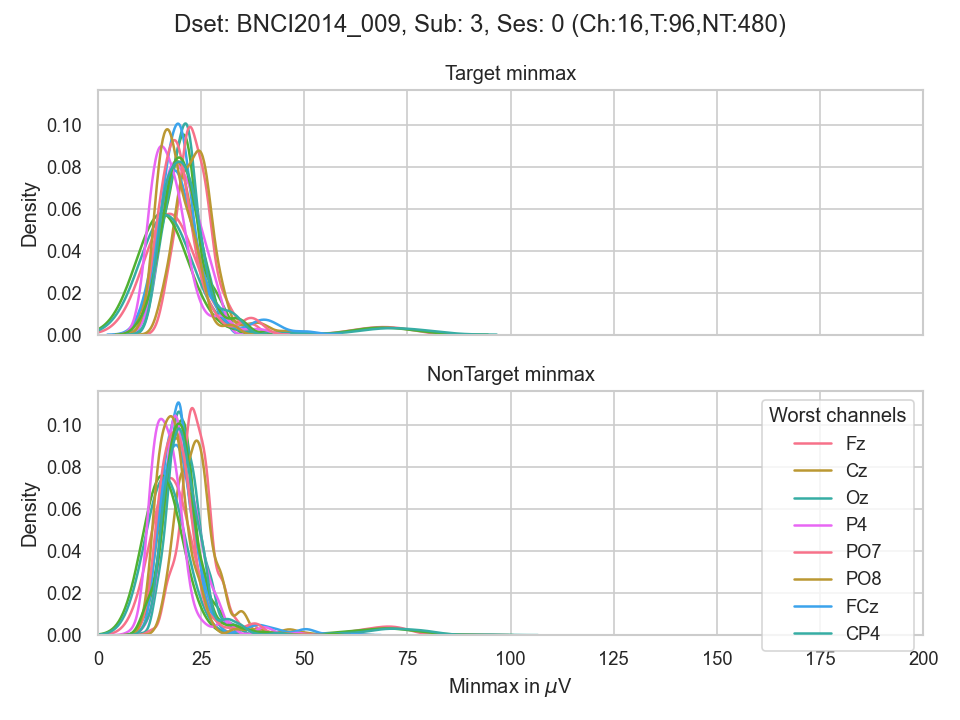 Dset: BNCI2014_009, Sub: 3, Ses: 0 (Ch:16,T:96,NT:480)
Target minmax
0.10
0.08
0.06
0.04
0.02
0.00
Density
NonTarget minmax
0.10
0.08
0.06
0.04
0.02
0.00
Density
Worst channels
Fz
Cz
Oz
P4
PO7
PO8
FCz
CP4
0 25 50 75 100 125 150 175 200
Minmax in μV